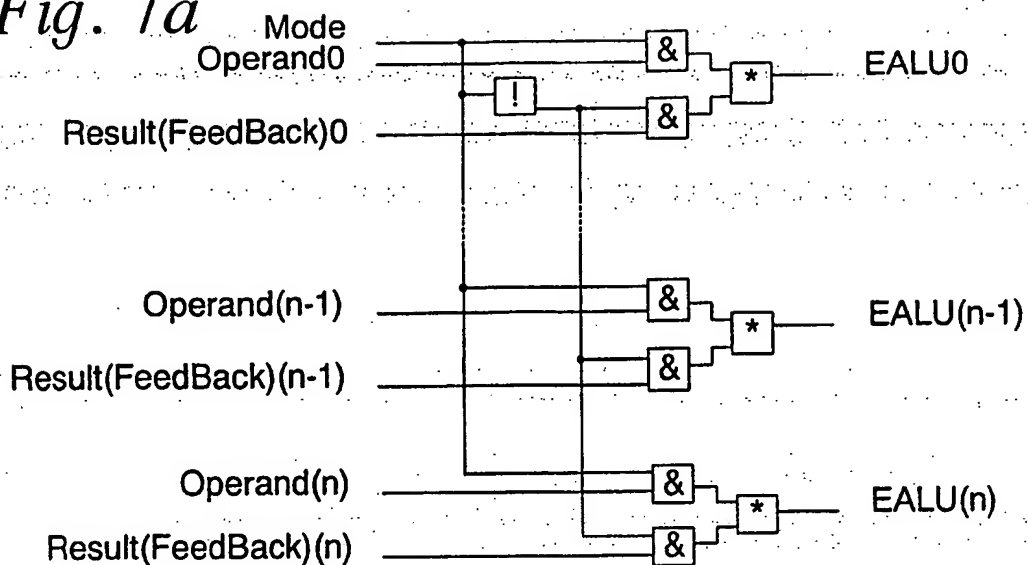 Fig. 1a
Mode
Operand0
&
*
EALU0
!
Result(FeedBack)0
&
Operand(n-1)
&
*
EALU(n-1)
Result(FeedBack)(n-1)
&
Operand(n)
&
*
EALU(n)
Result(FeedBack)(n)
&